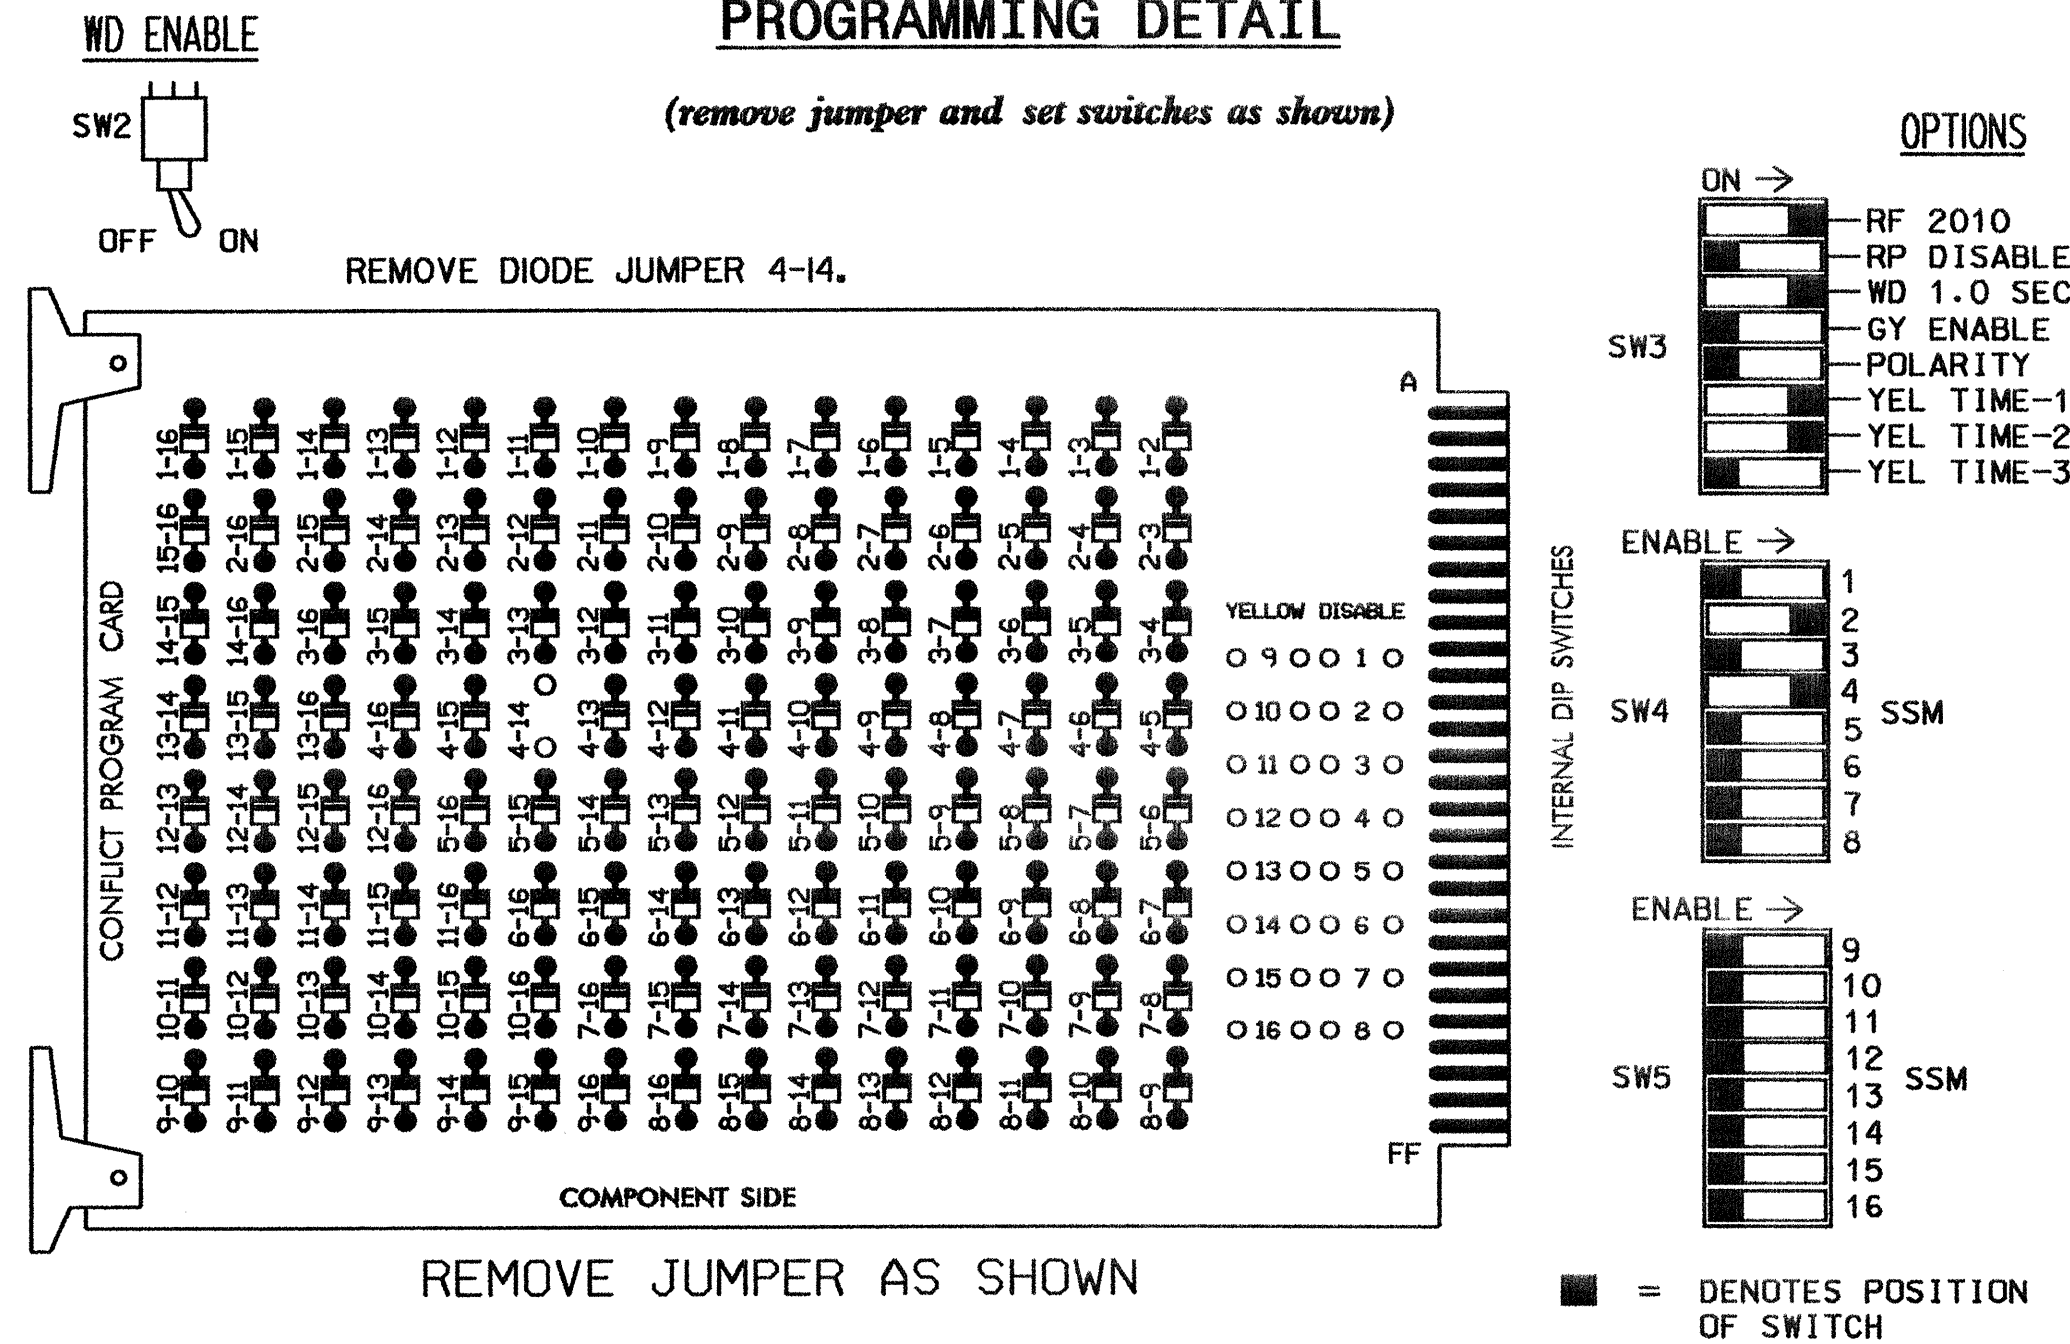 PROGRAMMING DETAIL
(remove jumper and set switches as shown)
WD ENABLE
SW2
OFF ON
REMOVE DIODE JUMPER 4-14.
1-16 1-15 1-14 1-13 1-12 1-11 1-10 1-9 1-8 1-7 1-6 1-5 1-4 1-3 1-2
15-16 2-16 2-15 2-14 2-13 2-12 2-11 2-10 2-9 2-8 2-7 2-6 2-5 2-4 2-3
14-15 14-16 3-16 3-15 3-14 3-13 3-12 3-11 3-10 3-9 3-8 3-7 3-6 3-5 3-4
13-14 13-15 13-16 4-16 4-15 4-14 4-13 4-12 4-11 4-10 4-9 4-8 4-7 4-6 4-5
12-13 12-14 12-15 12-16 5-16 5-15 5-14 5-13 5-12 5-11 5-10 5-9 5-8 5-7 5-6
11-12 11-13 11-14 11-15 11-16 6-16 6-15 6-14 6-13 6-12 6-11 6-10 6-9 6-8 6-7
10-11 10-12 10-13 10-14 10-15 10-16 7-16 7-15 7-14 7-13 7-12 7-11 7-10 7-9 7-8
9-10 9-11 9-12 9-13 9-14 9-15 9-16 8-16 8-15 8-14 8-13 8-12 8-11 8-10 8-9
CONFLICT PROGRAM CARD
COMPONENT SIDE
A
FF
YELLOW DISABLE
9 1
10 2
11 3
12 4
13 5
14 6
15 7
16 8
INTERNAL DIP SWITCHES
REMOVE JUMPER AS SHOWN
OPTIONS
ON →
SW3
RF 2010
RP DISABLE
WD 1.0 SEC
GY ENABLE
POLARITY
YEL TIME-1
YEL TIME-2
YEL TIME-3
ENABLE →
SW4
1
2
3
4
5
6
7
8
SSM
ENABLE →
SW5
9
10
11
12
13
14
15
16
SSM
= DENOTES POSITION
OF SWITCH